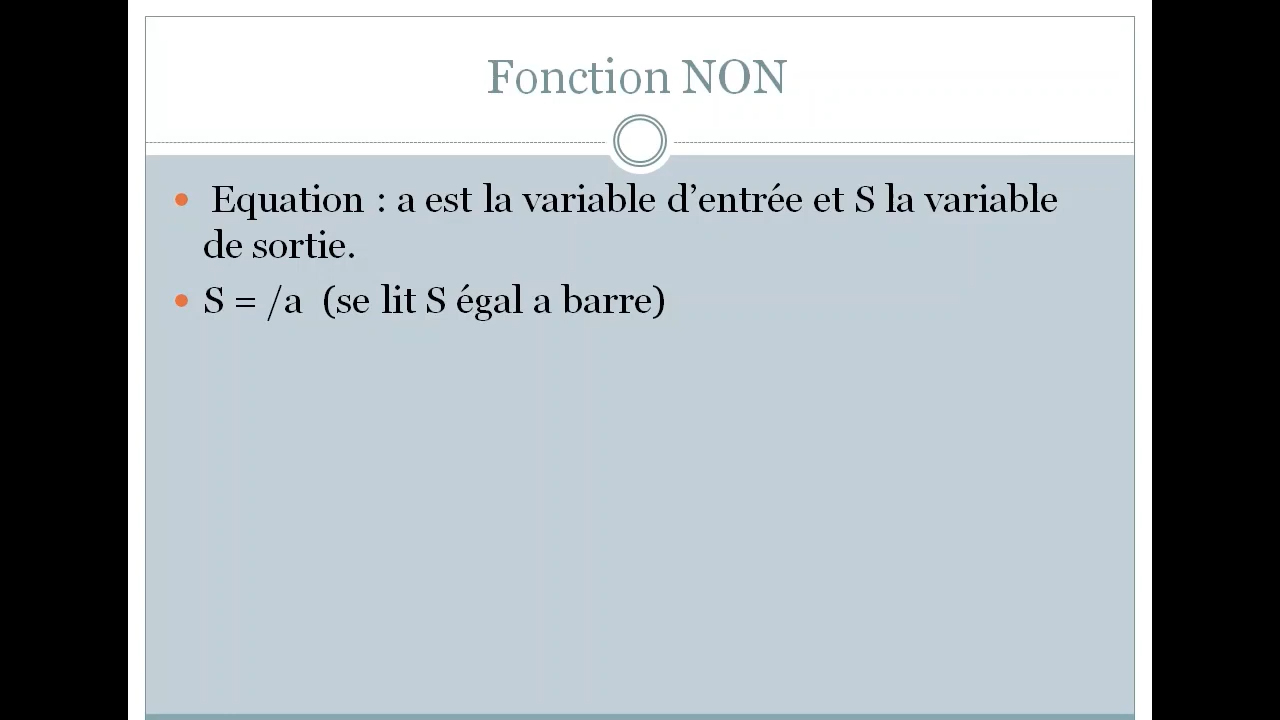 Fonction NON
• Equation : a est la variable d’entrée et S la variable
de sortie.
• S = /a (se lit S égal a barre)